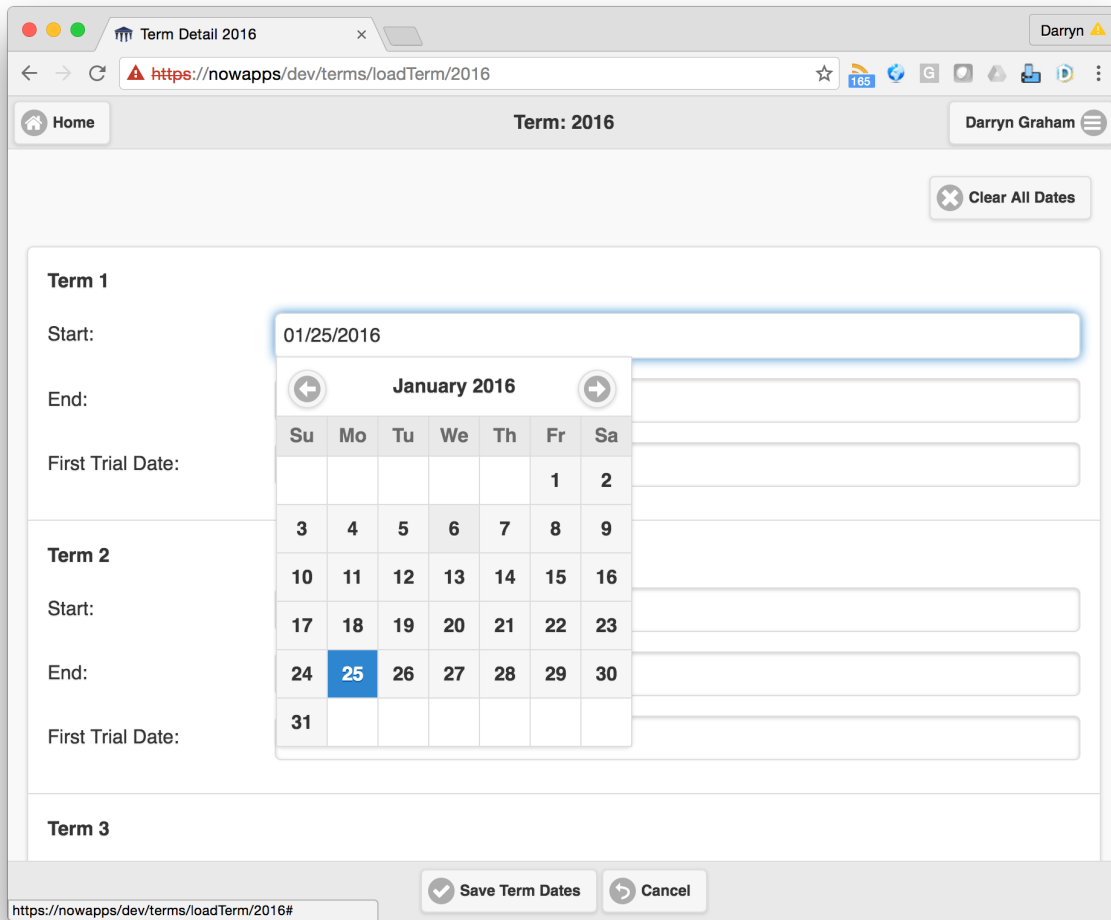 Term Detail 2016
Darryn
https://nowapps/dev/terms/loadTerm/2016
165
G
D
Home
Term: 2016
Darryn Graham
Clear All Dates
Term 1
Start:
01/25/2016
January 2016
Su Mo Tu We Th Fr Sa
1 2
3 4 5 6 7 8 9
10 11 12 13 14 15 16
17 18 19 20 21 22 23
24 25 26 27 28 29 30
31
End:
First Trial Date:
Term 2
Start:
End:
First Trial Date:
Term 3
Save Term Dates
Cancel
https://nowapps/dev/terms/loadTerm/2016#